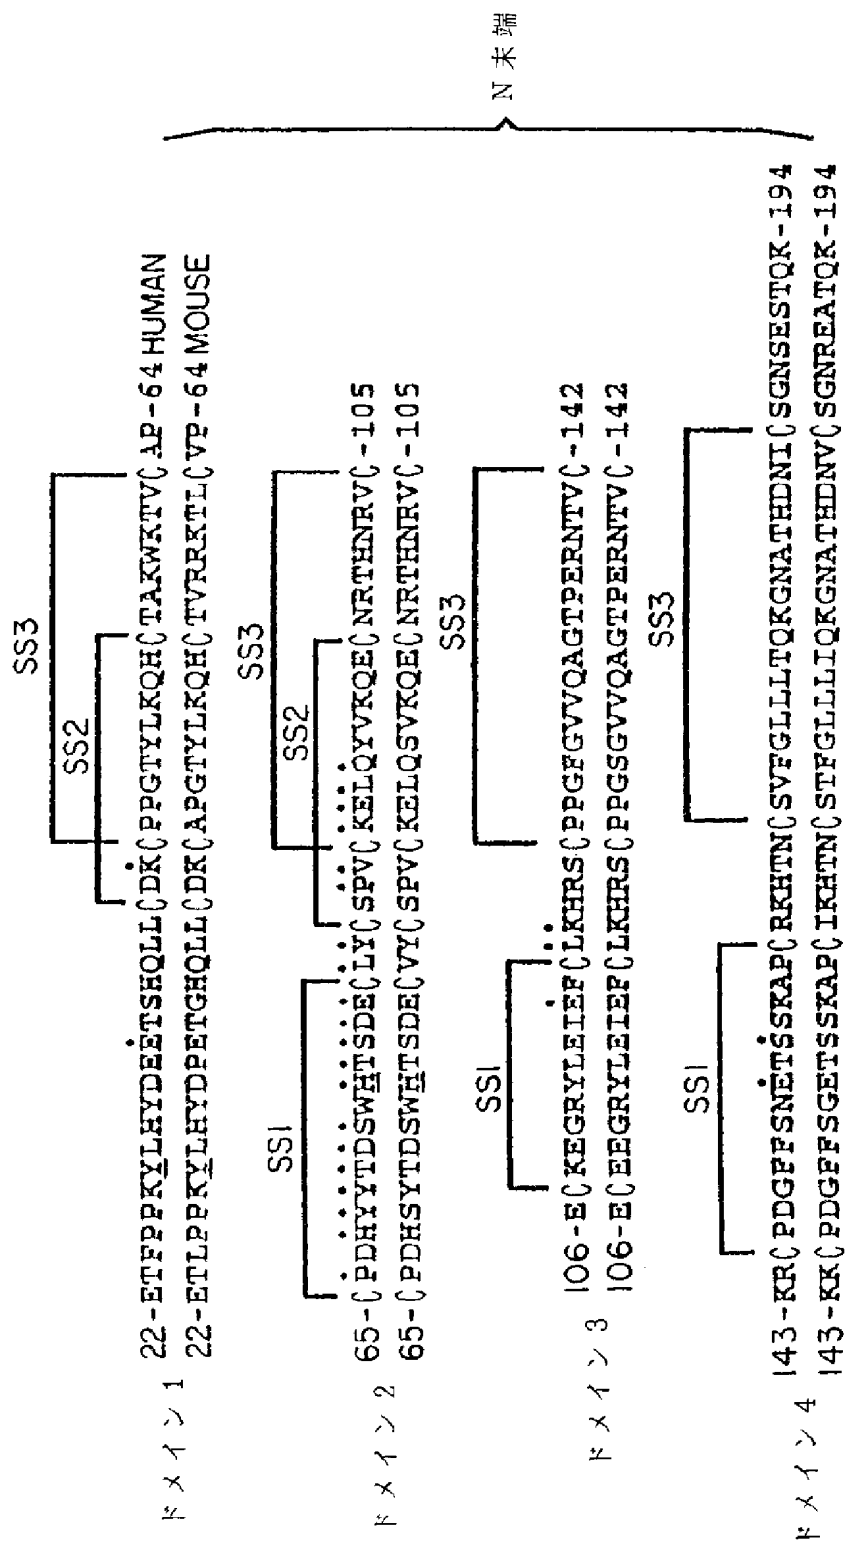 SS3
SS2
ドメイン1
22-ETFPPKYLHYDEETSHQLLCDKCPPGTYLKQHCTAKWKTVCAP-64 HUMAN
22-ETLPPKYLHYDPETGHQLLCDKCAPGTYLKQHCTVRRKTLCVP-64 MOUSE
SS3
SS1
SS2
ドメイン2
65-CPDHYYTDSWHTSDECLYCSPVCKELQYVKQECNRTHNRVC-105
65-CPDHSYTDSWHTSDECVYCSPVCKELQSVKQECNRTHNRVC-105
SS1
SS3
ドメイン3
106-ECKEGRYLEIEFCLKHRSCPPGFGVVQAGTPERNTVC-142
106-ECEEGRYLEIEFCLKHRSCPPGSGVVQAGTPERNTVC-142
SS1
SS3
ドメイン4
143-KRCPDGFFSNETSSKAPCRKHTNCSVFGLLLTQKGNATHDNICSGNSESTQK-194
143-KKCPDGFFSGETSSKAPCIKHTNCSTFGLLLIQKGNATHDNVCSGNREATQK-194
N末端